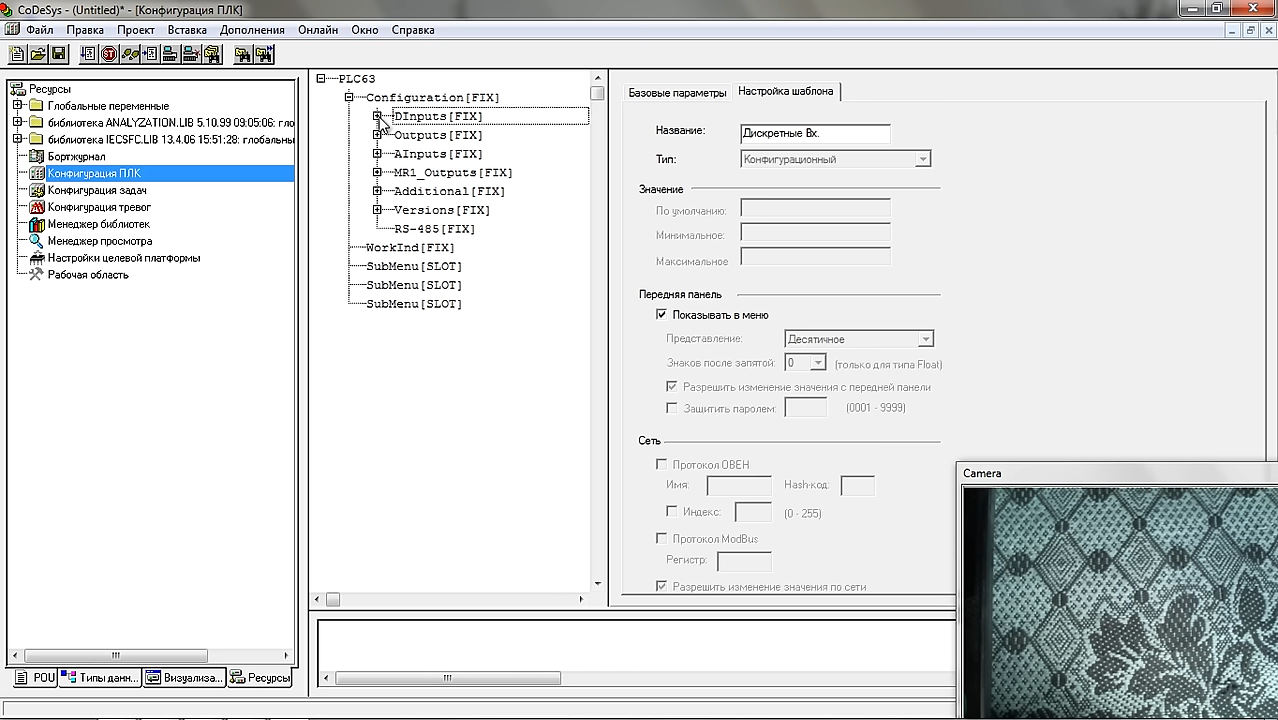 CoDeSys - (Untitled)* - [Конфигурация ПЛК]
Файл Правка Проект Вставка Дополнения Онлайн Окно Справка
Ресурсы
Глобальные переменные
библиотека ANALYZATION.LIB 5.10.99 09:05:06: гло
библиотека IECSFC.LIB 13.4.06 15:51:28: глобальны
Бортжурнал
Конфигурация ПЛК
Конфигурация задач
Конфигурация тревог
Менеджер библиотек
Менеджер просмотра
Настройки целевой платформы
Рабочая область
POU Типы данн... Визуализа... Ресурсы
PLC63
Configuration[FIX]
DInputs[FIX]
Outputs[FIX]
AInputs[FIX]
MR1_Outputs[FIX]
Additional[FIX]
Versions[FIX]
RS-485[FIX]
WorkInd[FIX]
SubMenu[SLOT]
SubMenu[SLOT]
SubMenu[SLOT]
Базовые параметры Настройка шаблона
Название: Дискретные Вх.
Тип: Конфигурационный
Значение
По умолчанию:
Минимальное:
Максимальное
Передняя панель
Показывать в меню
Представление: Десятичное
Знаков после запятой: 0 (только для типа Float)
Разрешить изменение значения с передней панели
Защитить паролем: (0001 - 9999)
Сеть
Протокол ОВЕН
Имя: Hash-код:
Индекс: (0 - 255)
Протокол ModBus
Регистр:
Разрешить изменение значения по сети
Camera